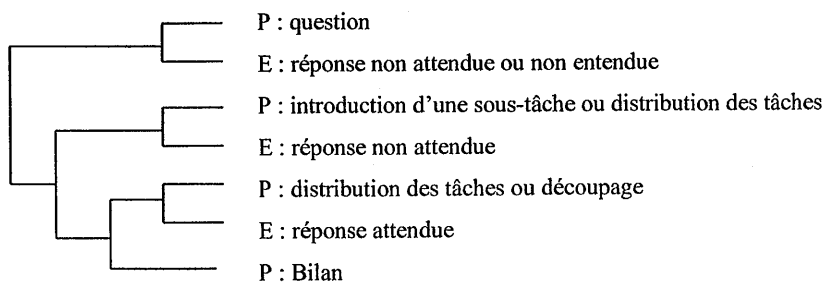 P : question
E : réponse non attendue ou non entendue
P : introduction d'une sous-tâche ou distribution des tâches
E : réponse non attendue
P : distribution des tâches ou découpage
E : réponse attendue
P : Bilan